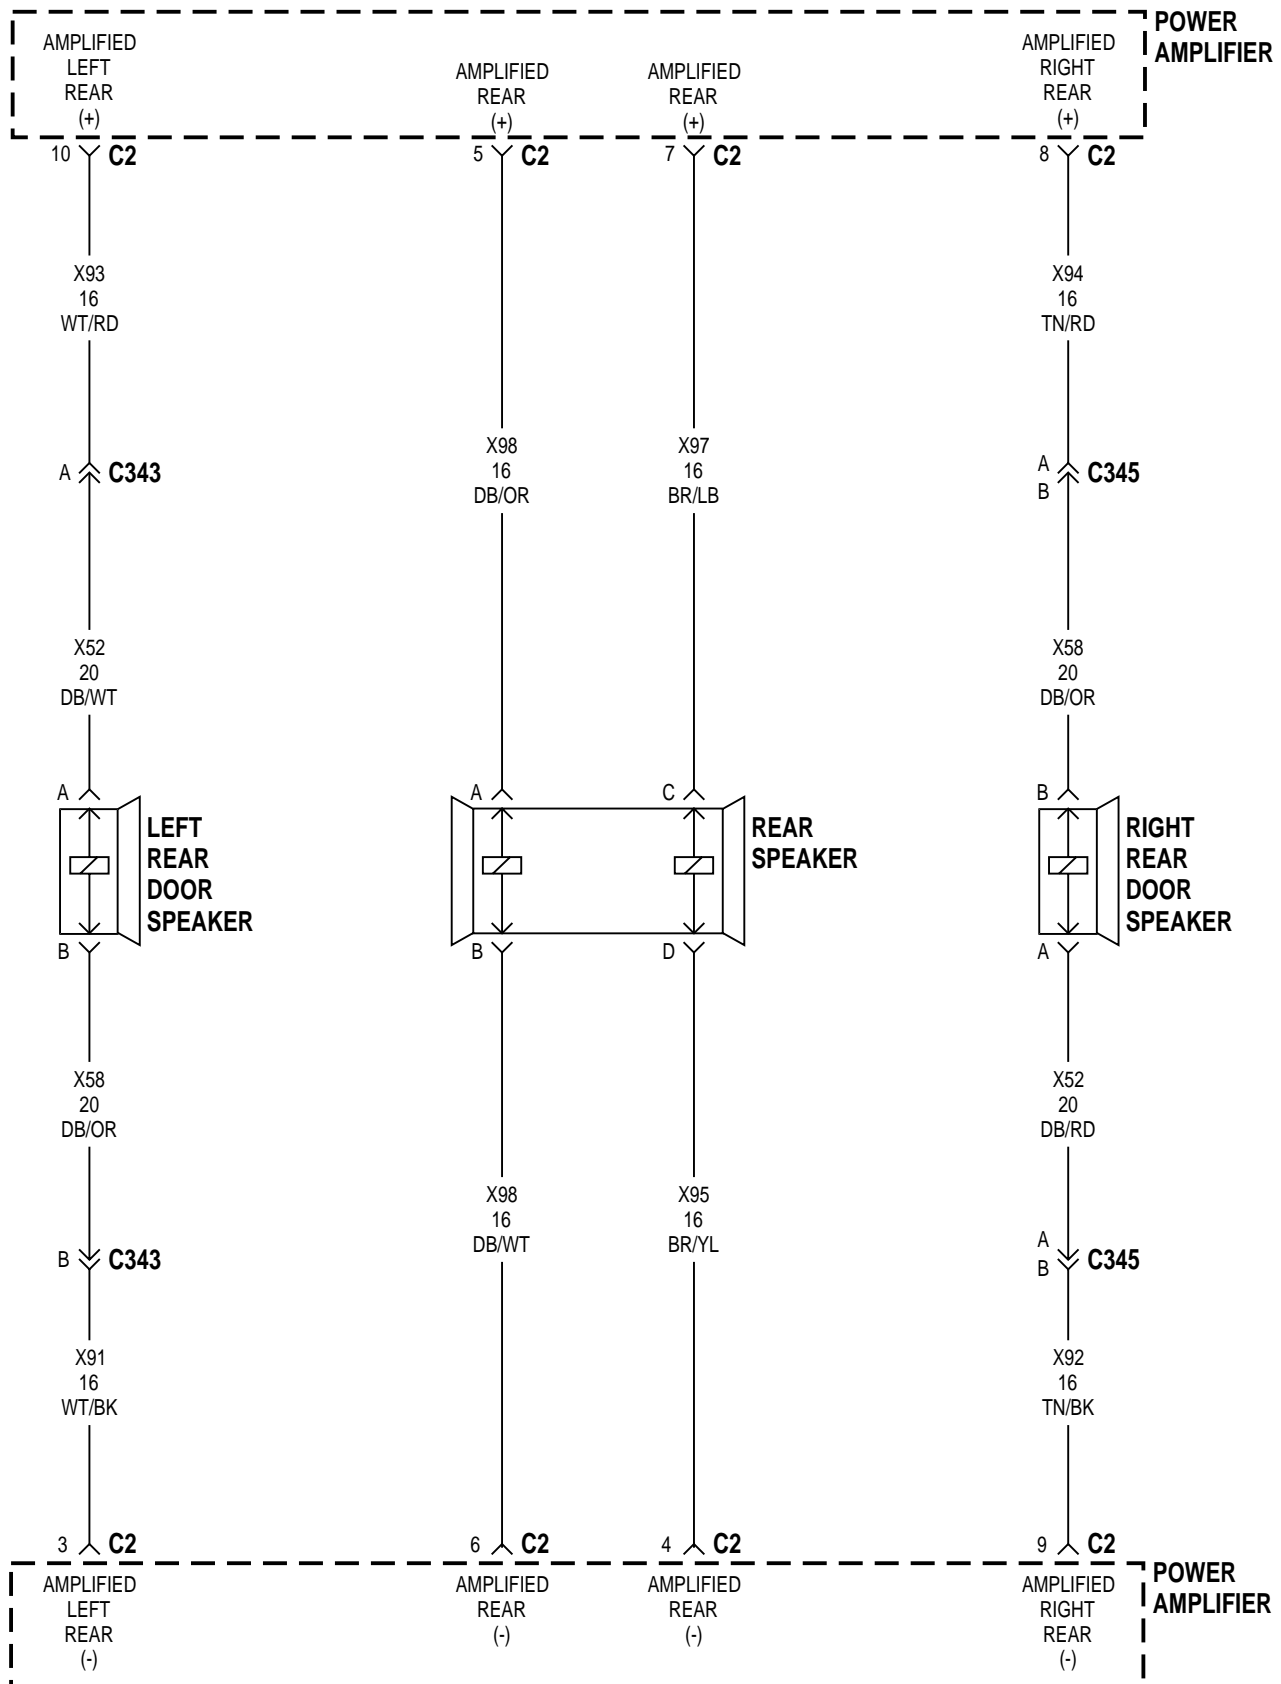 AMPLIFIED
LEFT
REAR
(+)
AMPLIFIED
REAR
(+)
AMPLIFIED
REAR
(+)
AMPLIFIED
RIGHT
REAR
(+)
POWER
AMPLIFIER
10 C2
5 C2
7 C2
8 C2
X93
16
WT/RD
X94
16
TN/RD
X98
16
DB/OR
X97
16
BR/LB
A C343
A
B
C345
X52
20
DB/WT
X58
20
DB/OR
A
A
C
B
LEFT
REAR
DOOR
SPEAKER
REAR
SPEAKER
RIGHT
REAR
DOOR
SPEAKER
B
B
D
A
X58
20
DB/OR
X52
20
DB/RD
X98
16
DB/WT
X95
16
BR/YL
B C343
A
B
C345
X91
16
WT/BK
X92
16
TN/BK
3 C2
6 C2
4 C2
9 C2
AMPLIFIED
LEFT
REAR
(-)
AMPLIFIED
REAR
(-)
AMPLIFIED
REAR
(-)
AMPLIFIED
RIGHT
REAR
(-)
POWER
AMPLIFIER